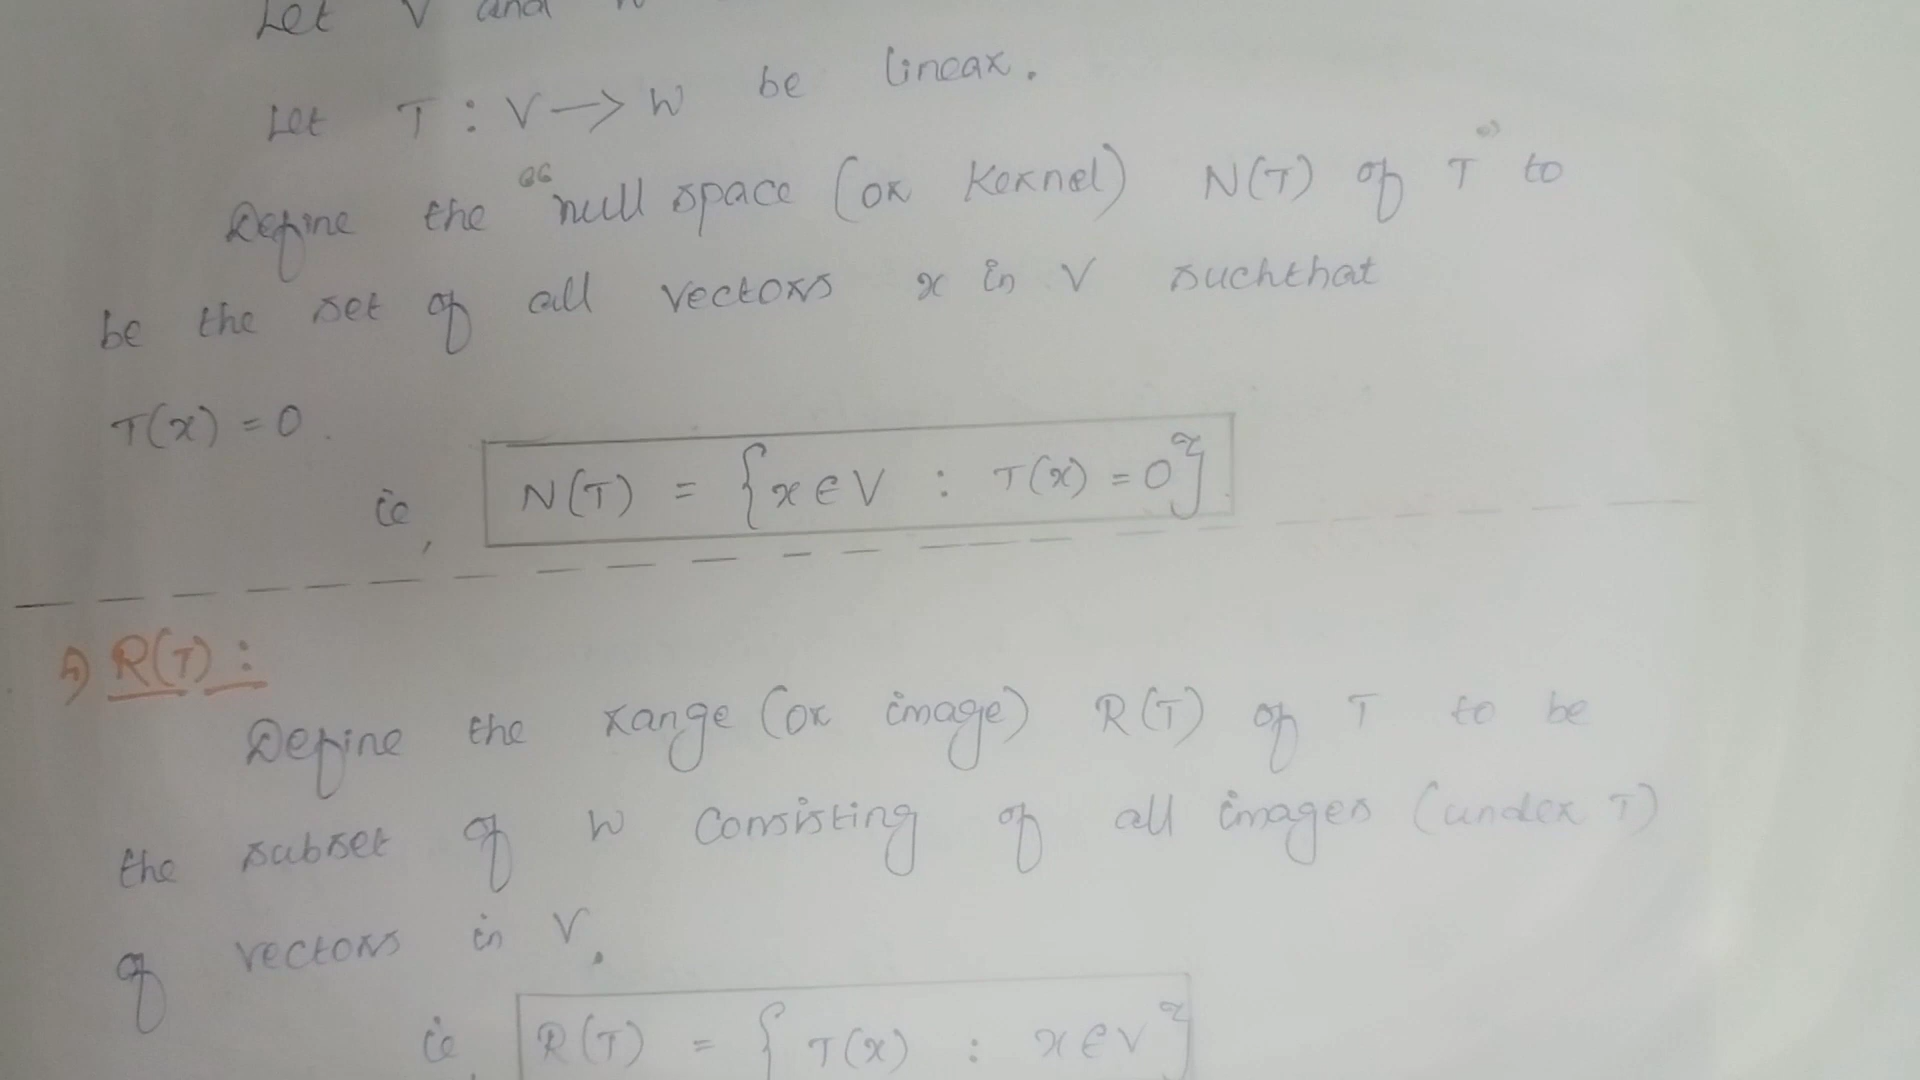 Let V and W
Let T : V → W be linear.
Define the null space (or Kernel) N(T) of T to
be the set of all vectors x in V suchthat
T(x) = 0.
ie, N(T) = {x ∈ V : T(x) = 0}
R(T) :
Define the range (or image) R(T) of T to be
the subset of W consisting of all images (under T)
of vectors in V.
ie, R(T) = { T(x) : x ∈ V }